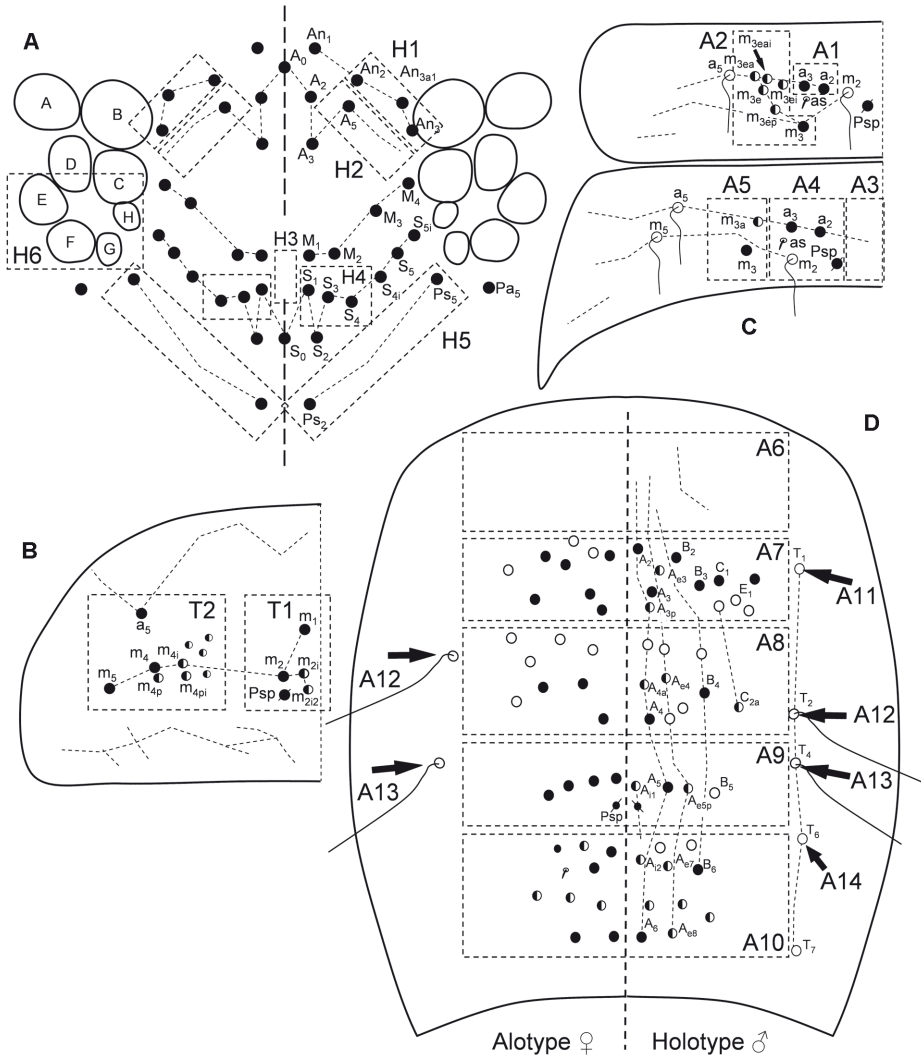 A
An1
H1
A0
An2
An3a1
A2
A
B
A5
An3
A3
H2
D
C
M4
E
M3
H
S5i
H6
F
G
H3
M1
M2
S5
S1
S3
H4
S4i
S4
Ps5
Pa5
S0
S2
H5
Ps2
m3eai
A2
m3ea
A1
a5
a3
a2
m2
m3e
m3ei
as
Psp
m3ep
m3
A5
A4
A3
a5
m3a
a3
a2
m5
as
Psp
m3
m2
C
D
A6
B
T2
T1
a5
m1
m4
m4i
m2
m2i
m5
m4p
m4pi
Psp
m2i2
A7
T1
A2
B2
Ae3
B3
C1
E1
A3
A3p
A11
A8
A12
A4a
Ae4
B4
A4
C2a
T2
A12
A9
T4
A13
A5
Ai1
Ae5p
B5
Psp
A13
T6
Ai2
Ae7
B6
A14
A6
Ae8
A10
T7
Alotype ♀
Holotype ♂